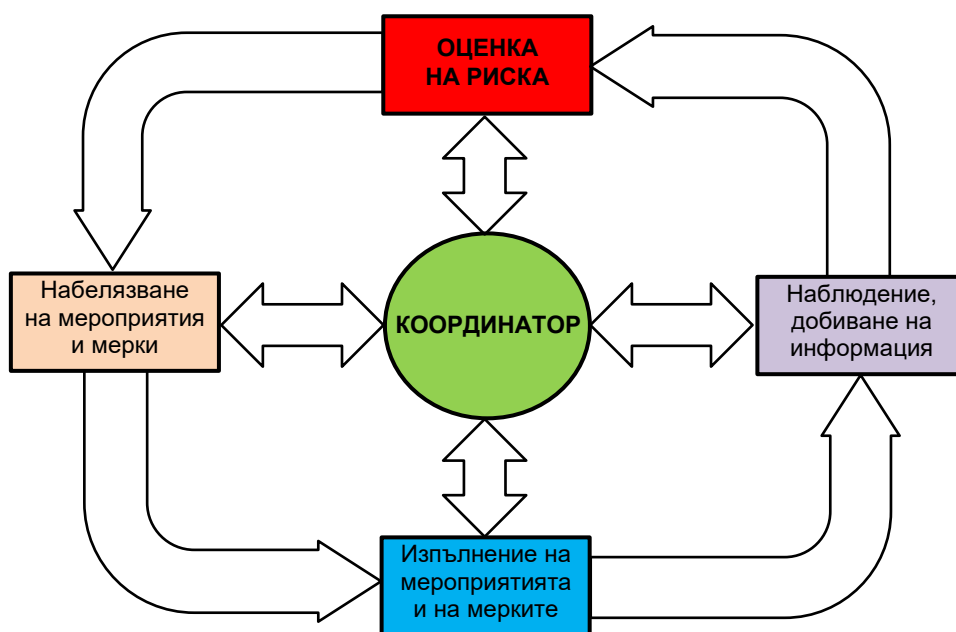 ОЦЕНКА
НА РИСКА
Набелязване
на мероприятия
и мерки
КООРДИНАТОР
Наблюдение,
добиване на
информация
Изпълнение на
мероприятията
и на мерките